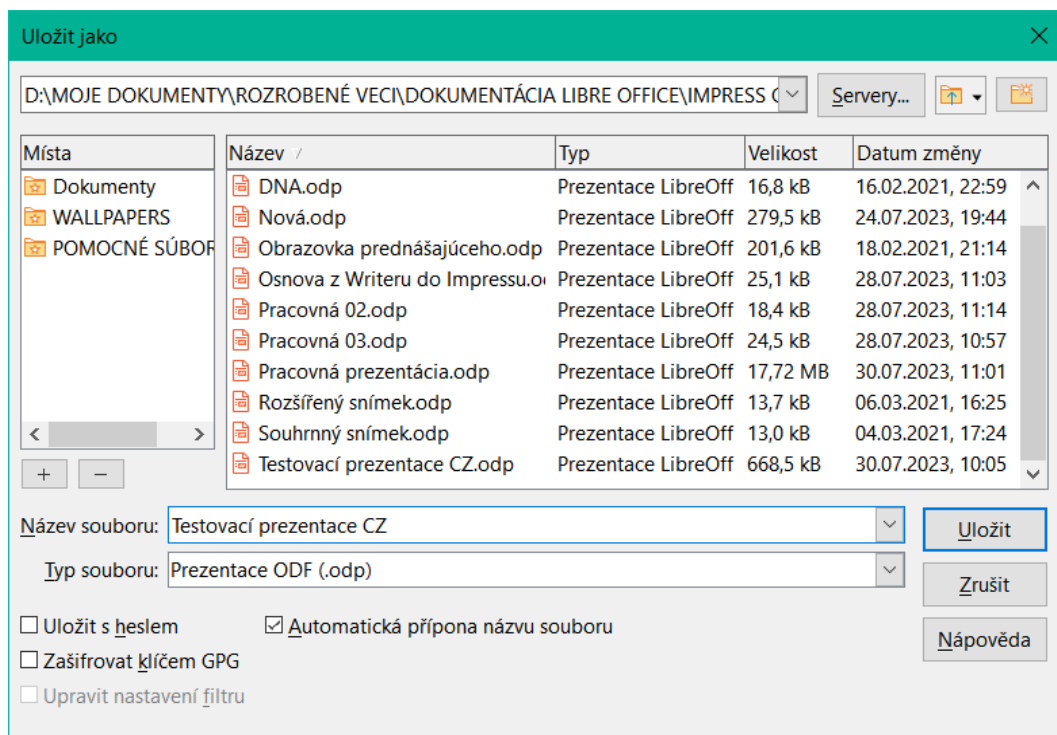 Uložit jako
D:\MOJE DOKUMENTY\ROZROBENÉ VECI\DOKUMENTÁCIA LIBRE OFFICE\IMPRESS
Servery...
Místa
Dokumenty
WALLPAPERS
POMOCNÉ SÚBOR
Název Typ Velikost Datum změny
DNA.odp Prezentace LibreOff 16,8 kB 16.02.2021, 22:59
Nová.odp Prezentace LibreOff 279,5 kB 24.07.2023, 19:44
Obrazovka prednášajúceho.odp Prezentace LibreOff 201,6 kB 18.02.2021, 21:14
Osnova z Writeru do Impressu.o Prezentace LibreOff 25,1 kB 28.07.2023, 11:03
Pracovná 02.odp Prezentace LibreOff 18,4 kB 28.07.2023, 11:14
Pracovná 03.odp Prezentace LibreOff 24,5 kB 28.07.2023, 10:57
Pracovná prezentácia.odp Prezentace LibreOff 17,72 MB 30.07.2023, 11:01
Rozšířený snímek.odp Prezentace LibreOff 13,7 kB 06.03.2021, 16:25
Souhrnný snímek.odp Prezentace LibreOff 13,0 kB 04.03.2021, 17:24
Testovací prezentace CZ.odp Prezentace LibreOff 668,5 kB 30.07.2023, 10:05
+ −
Název souboru: Testovací prezentace CZ
Uložit
Typ souboru: Prezentace ODF (.odp)
Zrušit
Uložit s heslem Automatická přípona názvu souboru
Nápověda
Zašifrovat klíčem GPG
Upravit nastavení filtru